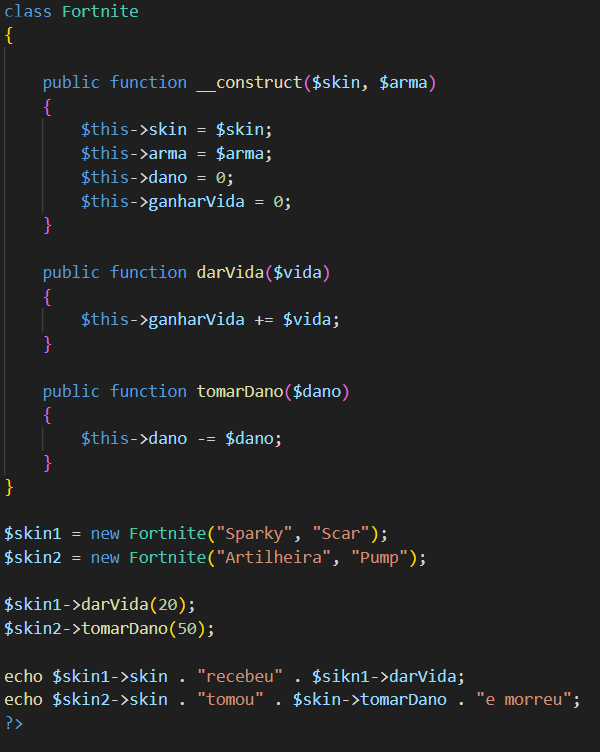 class Fortnite
{
public function __construct($skin, $arma)
{
$this->skin = $skin;
$this->arma = $arma;
$this->dano = 0;
$this->ganharVida = 0;
}
public function darVida($vida)
{
$this->ganharVida += $vida;
}
public function tomarDano($dano)
{
$this->dano -= $dano;
}
}
$skin1 = new Fortnite("Sparky", "Scar");
$skin2 = new Fortnite("Artilheira", "Pump");
$skin1->darVida(20);
$skin2->tomarDano(50);
echo $skin1->skin . "recebeu" . $sikn1->darVida;
echo $skin2->skin . "tomou" . $skin->tomarDano . "e morreu";
?>